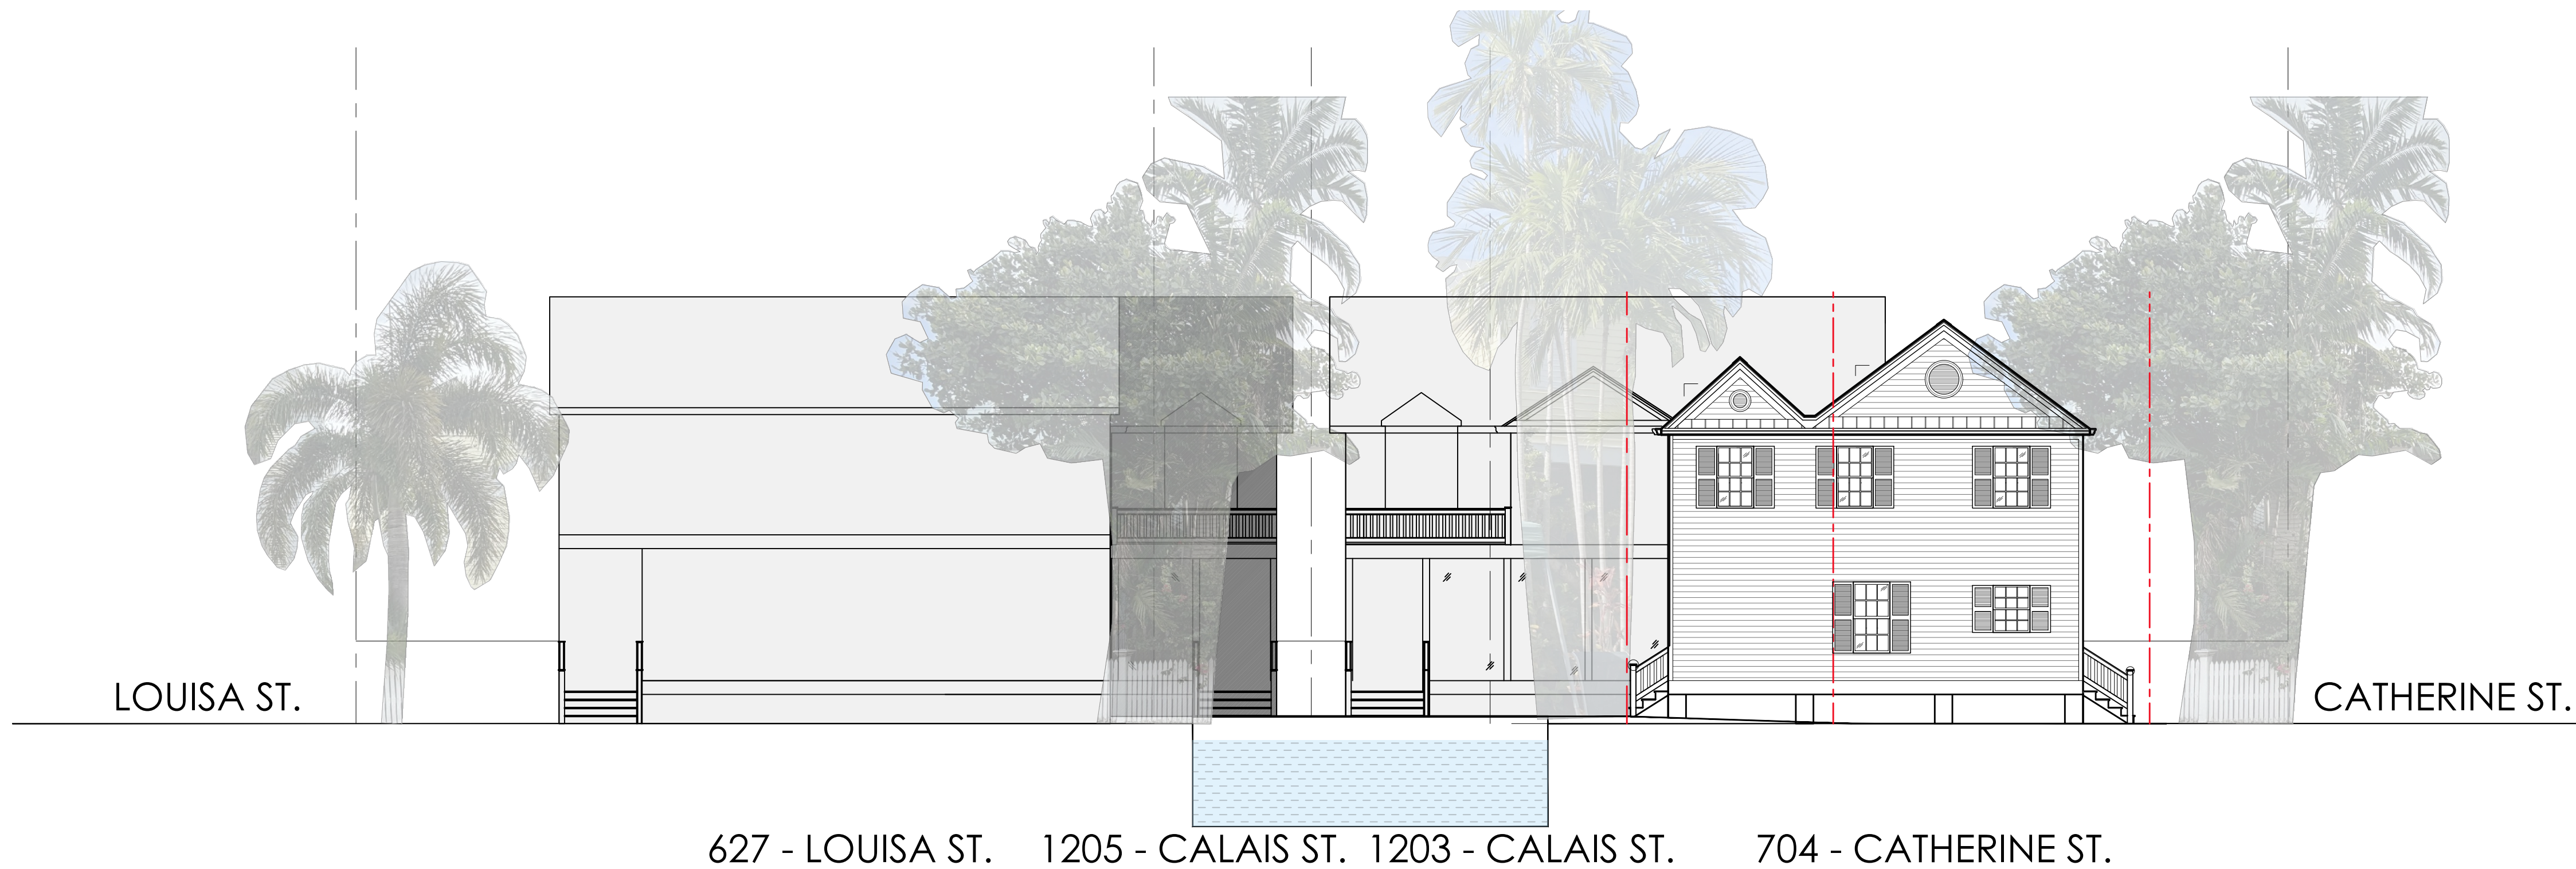 LOUISA ST.
CATHERINE ST.
627 - LOUISA ST.
1205 - CALAIS ST.
1203 - CALAIS ST.
704 - CATHERINE ST.